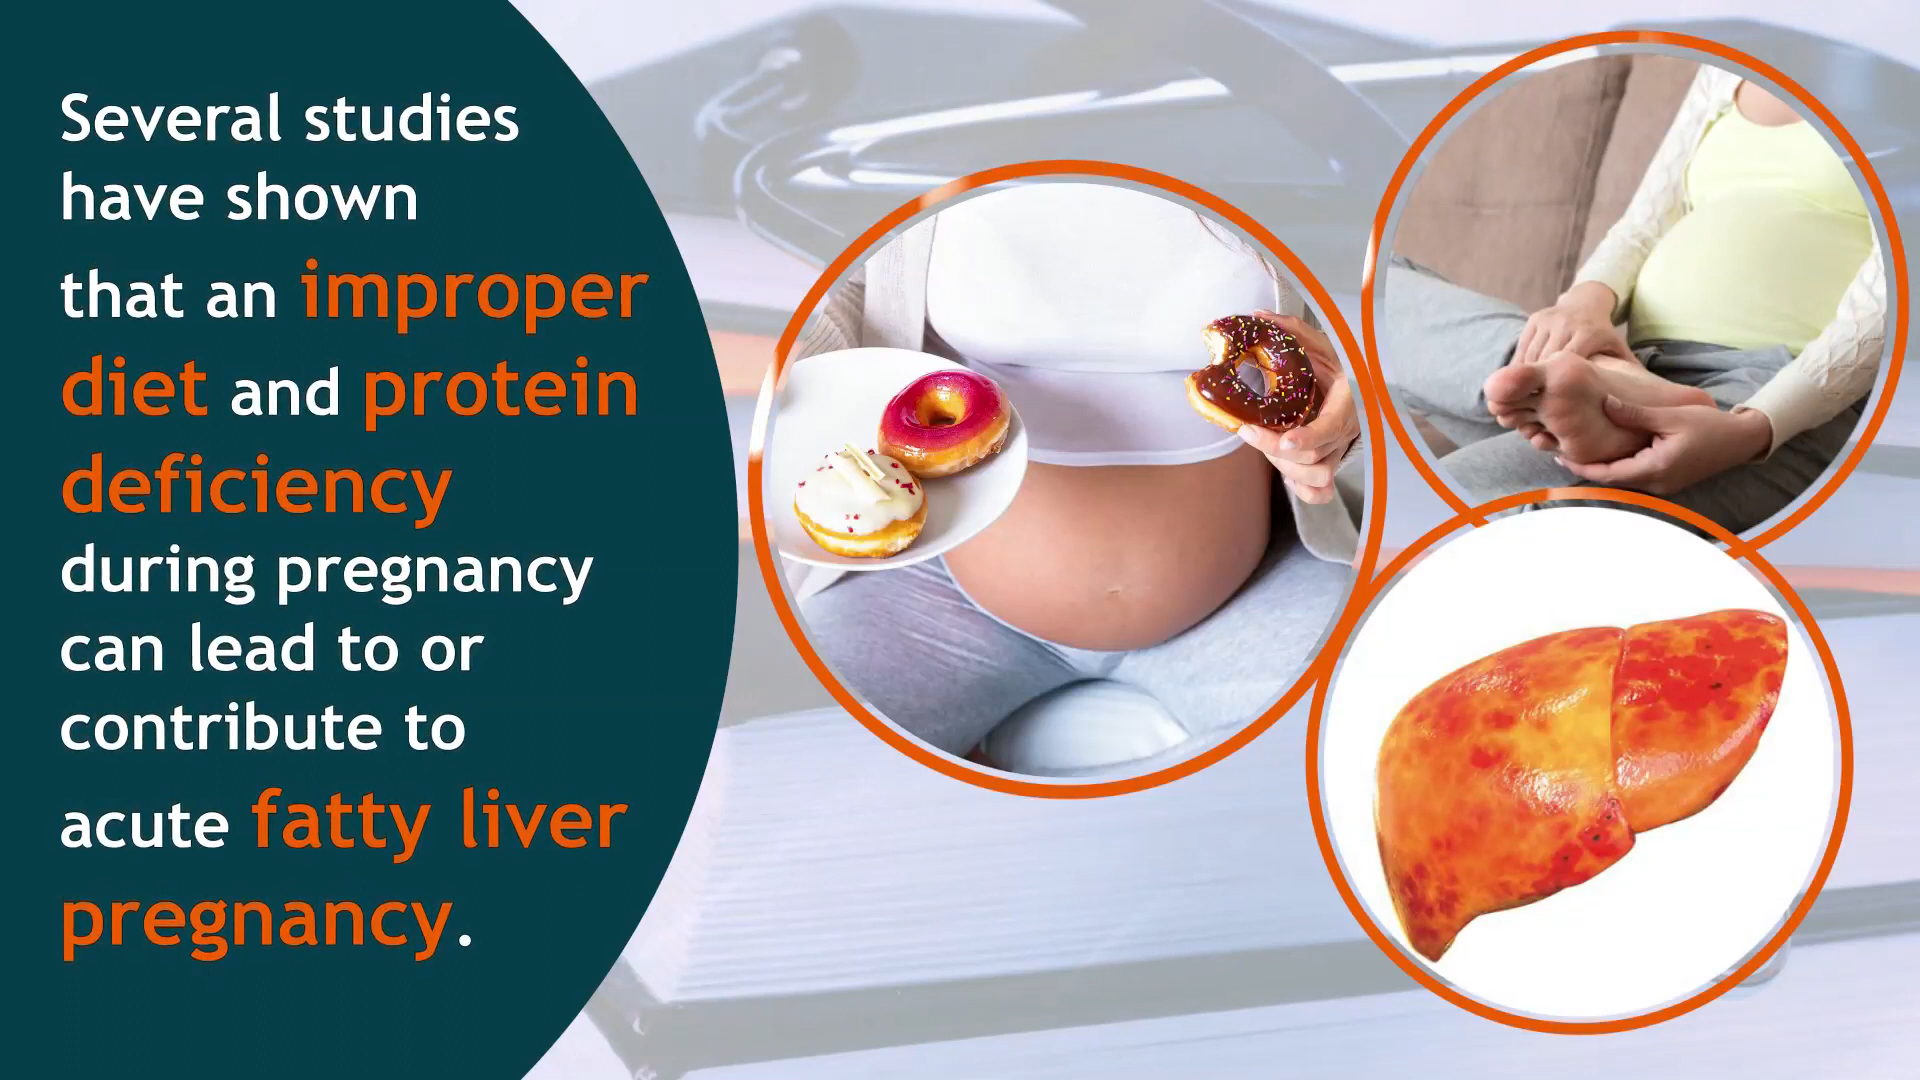 Several studies
have shown
that an improper
diet and protein
deficiency
during pregnancy
can lead to or
contribute to
acute fatty liver
pregnancy.